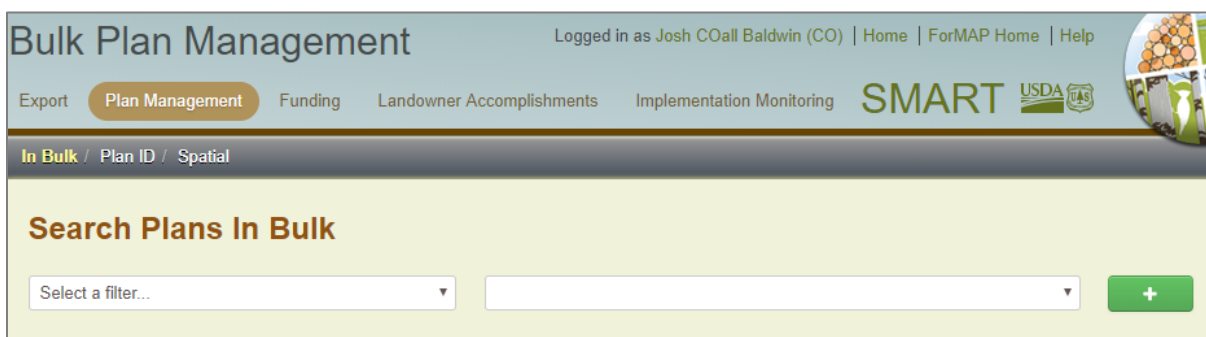 Bulk Plan Management
Logged in as Josh COall Baldwin (CO) | Home | ForMAP Home | Help
Export Plan Management Funding Landowner Accomplishments Implementation Monitoring SMART USDA UAS
In Bulk / Plan ID / Spatial
Search Plans In Bulk
Select a filter...
+